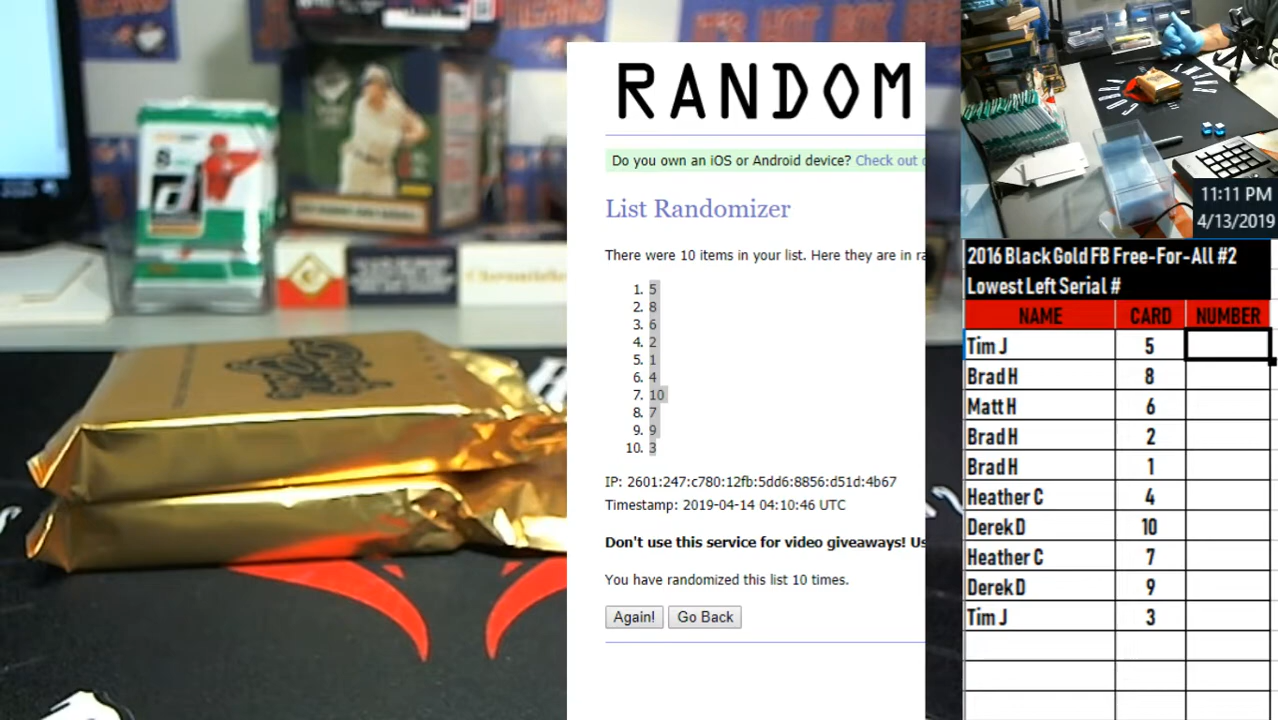 RANDOM
Do you own an iOS or Android device? Check out
List Randomizer
There were 10 items in your list. Here they are in ra
1. 5
2. 8
3. 6
4. 2
5. 1
6. 4
7. 10
8. 7
9. 9
10. 3
IP: 2601:247:c780:12fb:5dd6:8856:d51d:4b67
Timestamp: 2019-04-14 04:10:46 UTC
Don't use this service for video giveaways! Us
You have randomized this list 10 times.
Again! Go Back
11:11 PM
4/13/2019
2016 Black Gold FB Free-For-All #2
Lowest Left Serial #
NAME CARD NUMBER
Tim J 5
Brad H 8
Matt H 6
Brad H 2
Brad H 1
Heather C 4
Derek D 10
Heather C 7
Derek D 9
Tim J 3